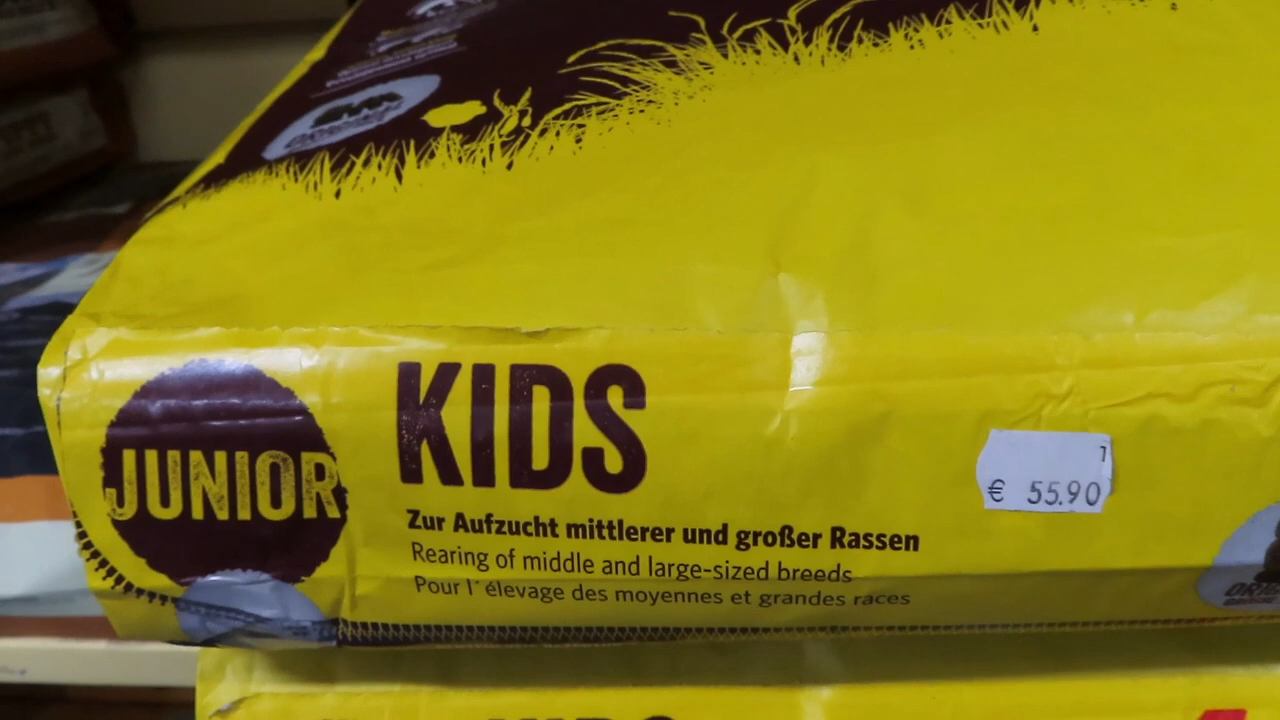 JUNIOR
KIDS
Zur Aufzucht mittlerer und großer Rassen
Rearing of middle and large-sized breeds
Pour l´élevage des moyennes et grandes races
1
€ 55.90